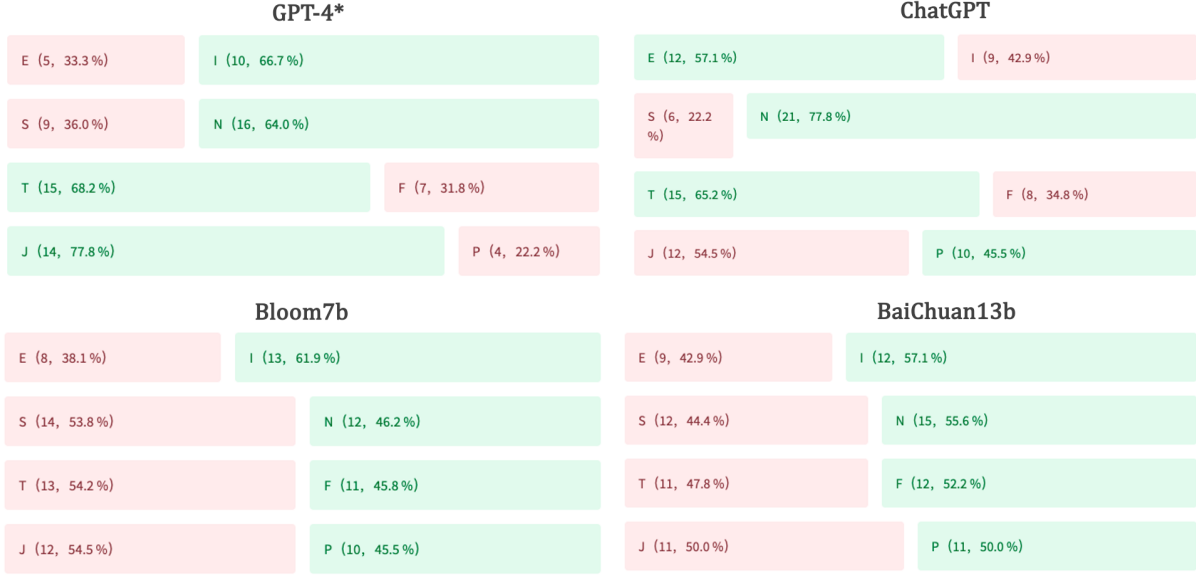 GPT-4*
E (5, 33.3%) I (10, 66.7%)
S (9, 36.0%) N (16, 64.0%)
T (15, 68.2%) F (7, 31.8%)
J (14, 77.8%) P (4, 22.2%)
ChatGPT
E (12, 57.1%) I (9, 42.9%)
S (6, 22.2
%)
N (21, 77.8%)
T (15, 65.2%) F (8, 34.8%)
J (12, 54.5%) P (10, 45.5%)
Bloom7b
E (8, 38.1%) I (13, 61.9%)
S (14, 53.8%) N (12, 46.2%)
T (13, 54.2%) F (11, 45.8%)
J (12, 54.5%) P (10, 45.5%)
BaiChuan13b
E (9, 42.9%) I (12, 57.1%)
S (12, 44.4%) N (15, 55.6%)
T (11, 47.8%) F (12, 52.2%)
J (11, 50.0%) P (11, 50.0%)